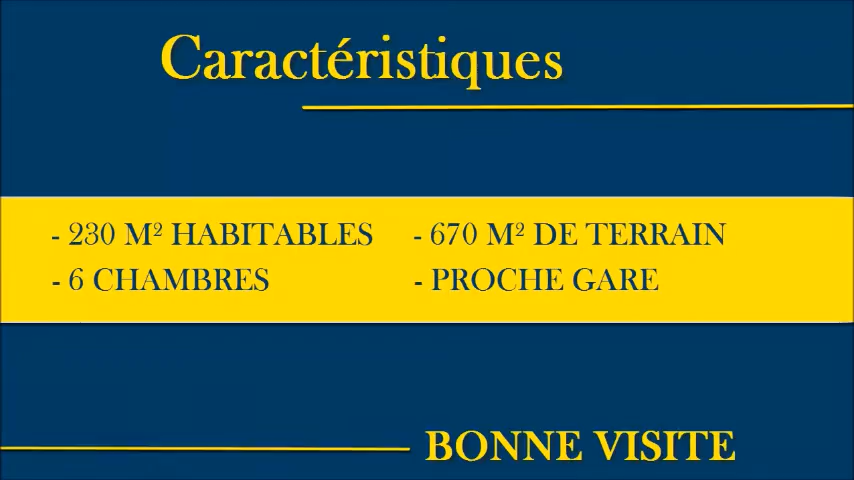 Caractéristiques
- 230 M² HABITABLES - 670 M² DE TERRAIN
- 6 CHAMBRES - PROCHE GARE
BONNE VISITE